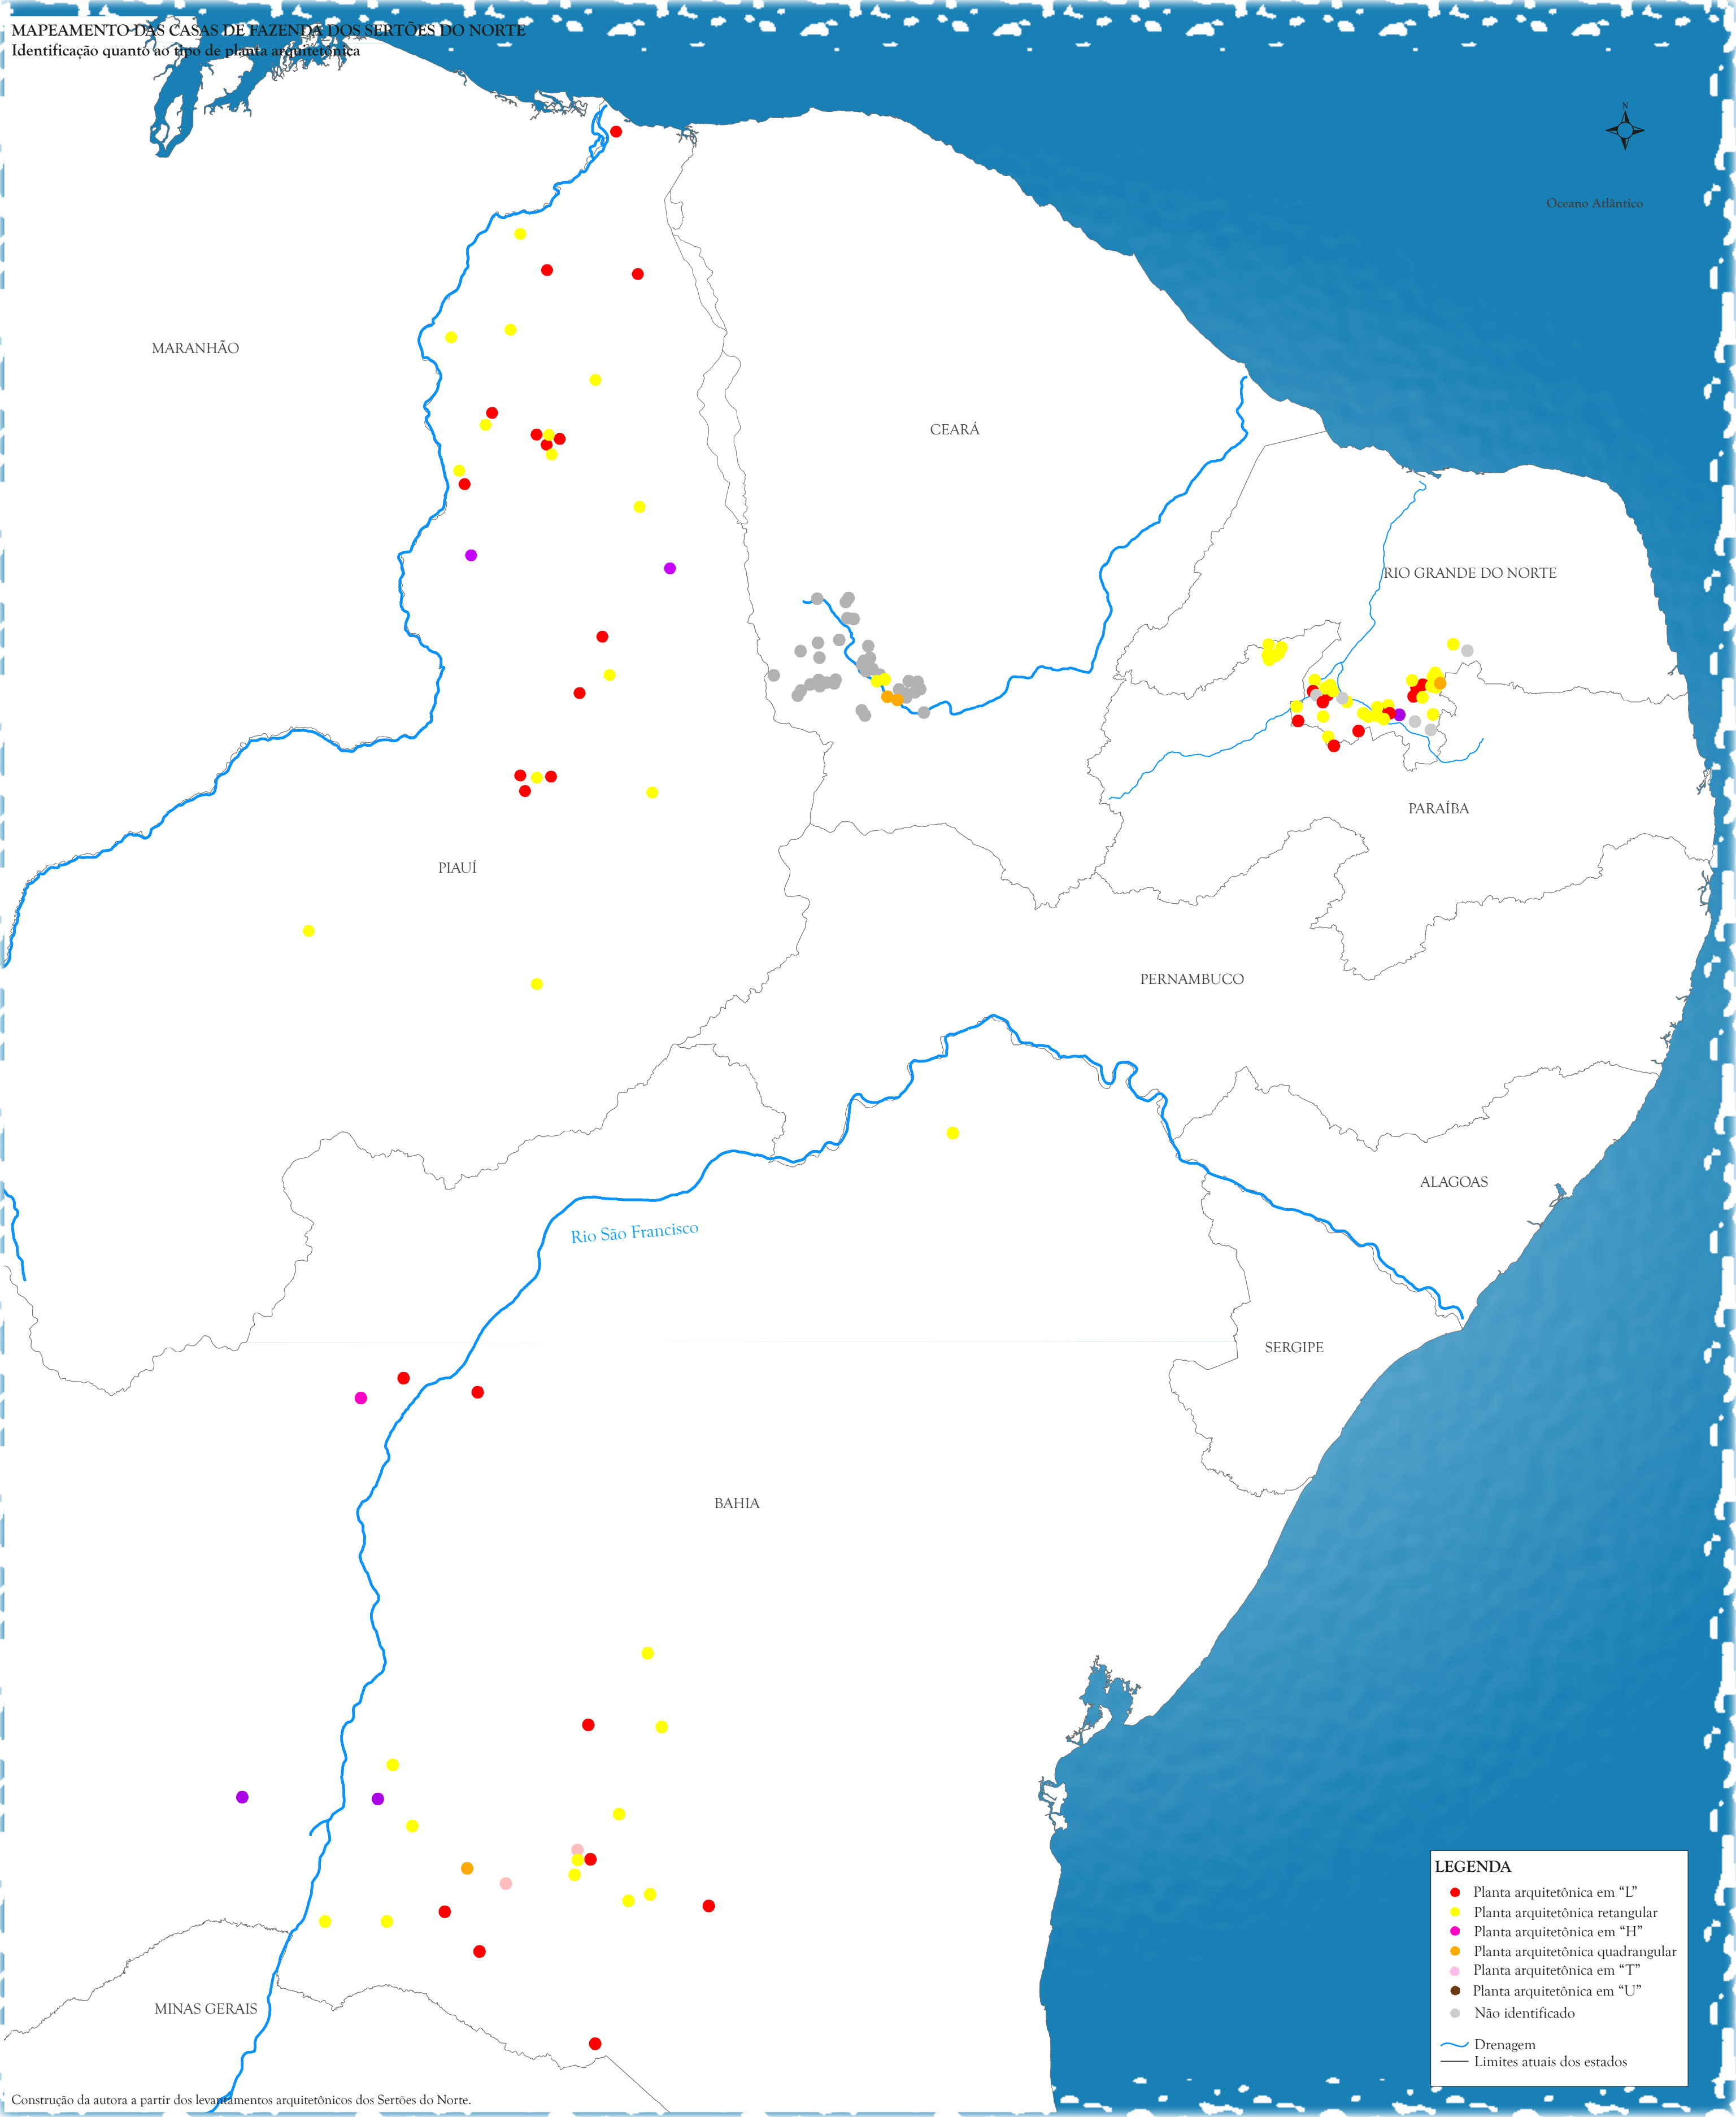 MAPEAMENTO DAS CASAS DE FAZENDA DOS SERTÕES DO NORTE
Identificação quanto ao tipo de planta arquitetônica
N
Oceano Atlântico
MARANHÃO
CEARÁ
RIO GRANDE DO NORTE
PARAÍBA
PIAUÍ
PERNAMBUCO
ALAGOAS
Rio São Francisco
SERGIPE
BAHIA
MINAS GERAIS
LEGENDA
Planta arquitetônica em “L”
Planta arquitetônica retangular
Planta arquitetônica em “H”
Planta arquitetônica quadrangular
Planta arquitetônica em “T”
Planta arquitetônica em “U”
Não identificado
Drenagem
Limites atuais dos estados
Construção da autora a partir dos levantamentos arquitetônicos dos Sertões do Norte.